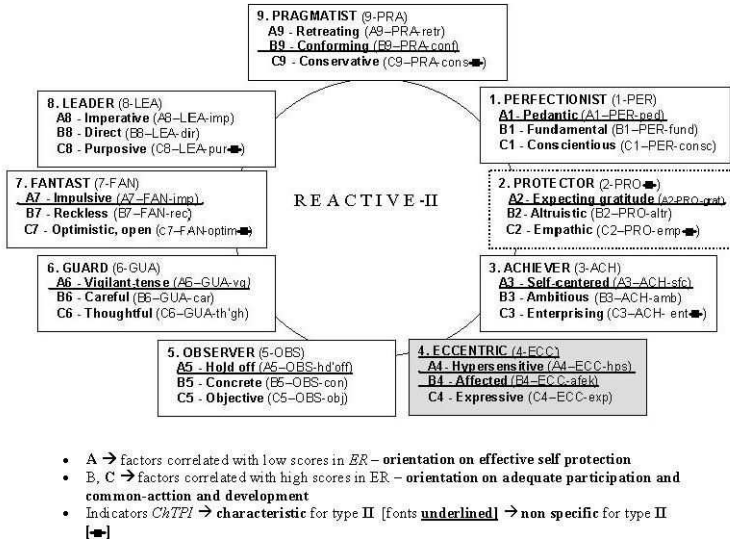 9. PRAGMATIST (9-PRA)
A9 - Retreating (A9–PRA-retr)
B9 - Conforming (B9–PRA-conf)
C9 - Conservative (C9–PRA-cons)
8. LEADER (8-LEA)
A8 - Imperative (A8–LEA-imp)
B8 - Direct (B8–LEA-dir)
C8 - Purposive (C8–LEA-pur)
1. PERFECTIONIST (1-PER)
A1 - Pedantic (A1–PER-ped)
B1 - Fundamental (B1–PER-fund)
C1 - Conscientious (C1–PER-consc)
7. FANTAST (7-FAN)
A7 - Impulsive (A7–FAN-imp)
B7 - Reckless (B7–FAN-rec)
C7 - Optimistic, open (C7–FAN-optim)
REACTIVE-II
2. PROTECTOR (2-PRO)
A2 - Expecting gratitude (A2-PRO-grat)
B2 - Altruistic (B2–PRO-altr)
C2 - Empathic (C2–PRO-emp)
6. GUARD (6-GUA)
A6 - Vigilant-tense (A6–GUA-vg)
B6 - Careful (B6–GUA-car)
C6 - Thoughtful (C6–GUA-th'gh)
3. ACHIEVER (3-ACH)
A3 - Self-centered (A3–ACH-sfc)
B3 - Ambitious (B3–ACH-amb)
C3 - Enterprising (C3–ACH- ent)
5. OBSERVER (5-OBS)
A5 - Hold off (A5–OBS-hd'off)
B5 - Concrete (B5–OBS-con)
C5 - Objective (C5–OBS-obj)
4. ECCENTRIC (4-ECC)
A4 - Hypersensitive (A4–ECC-hps)
B4 - Affected (B4–ECC-afek)
C4 - Expressive (C4–ECC-exp)
• A → factors correlated with low scores in ER – orientation on effective self protection
• B, C → factors correlated with high scores in ER – orientation on adequate participation and
common-acttion and development
• Indicators ChTPI → characteristic for type II [fonts underlined] → non specific for type II
[-■-]